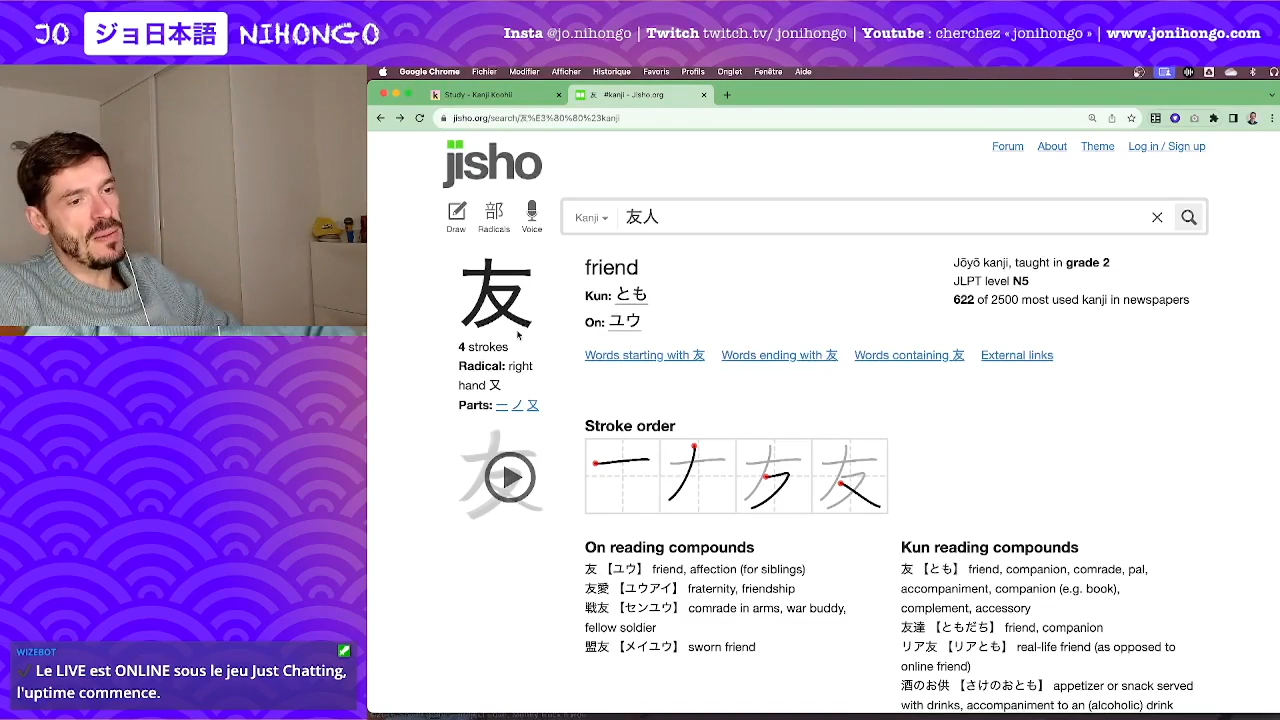 JO ジョ日本語 NIHONGO
Insta @jo.nihongo | Twitch twitch.tv/ jonihongo | Youtube : cherchez « jonihongo » | www.jonihongo.com
Google Chrome Fichier Modifier Afficher Historique Favoris Profils Onglet Fenêtre Aide
Study - Kanji Koohii
友 #kanji - Jisho.org
jisho.org/search/友%E3%80%80%23kanji
Forum About Theme Log in / Sign up
jisho
部
Draw Radicals Voice
Kanji 友人
友
4 strokes
Radical: right
hand 又
Parts: 一 ノ 又
friend
Kun: とも
On: ユウ
Jōyō kanji, taught in grade 2
JLPT level N5
622 of 2500 most used kanji in newspapers
Words starting with 友 Words ending with 友 Words containing 友 External links
友
Stroke order
On reading compounds
友 【ユウ】 friend, affection (for siblings)
友愛 【ユウアイ】 fraternity, friendship
戦友 【センユウ】 comrade in arms, war buddy,
fellow soldier
盟友 【メイユウ】 sworn friend
Kun reading compounds
友 【とも】 friend, companion, comrade, pal,
accompaniment, companion (e.g. book),
complement, accessory
友達 【ともだち】 friend, companion
リア友 【リアとも】 real-life friend (as opposed to
online friend)
酒のお供 【さけのおとも】 appetizer or snack served
with drinks, accompaniment to an (alcoholic) drink
WIZEBOT
Le LIVE est ONLINE sous le jeu Just Chatting,
l'uptime commence.